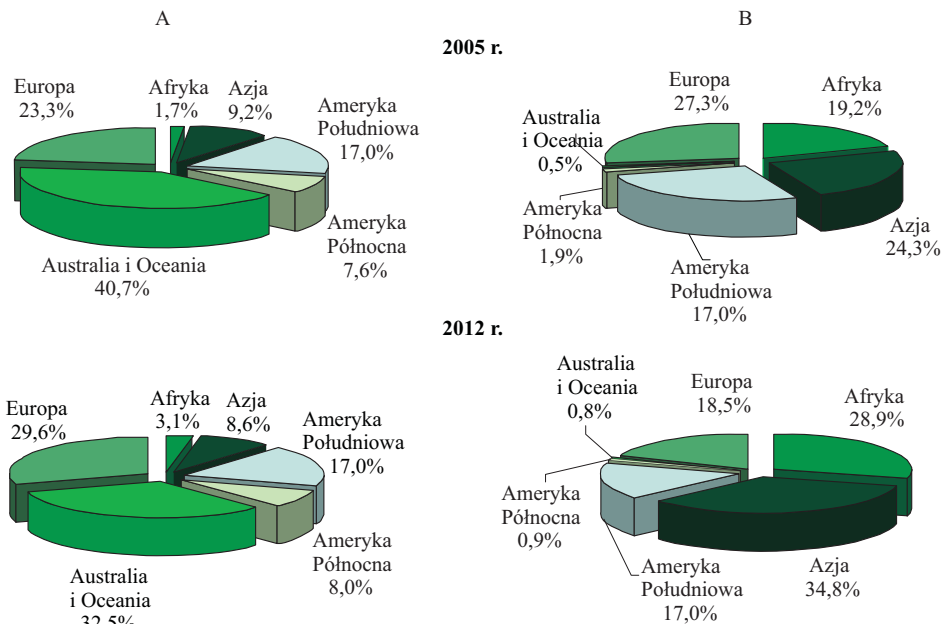 A
B
2005 r.
Europa
23,3%
Afryka
1,7%
Azja
9,2%
Ameryka
Południowa
17,0%
Ameryka
Północna
7,6%
Australia i Oceania
40,7%
Europa
27,3%
Afryka
19,2%
Australia
i Oceania
0,5%
Ameryka
Północna
1,9%
Ameryka
Południowa
17,0%
Azja
24,3%
2012 r.
Europa
29,6%
Afryka
3,1%
Azja
8,6%
Ameryka
Południowa
17,0%
Ameryka
Północna
8,0%
Australia
i Oceania
32,5%
Australia
i Oceania
0,8%
Europa
18,5%
Afryka
28,9%
Ameryka
Północna
0,9%
Ameryka
Południowa
17,0%
Azja
34,8%